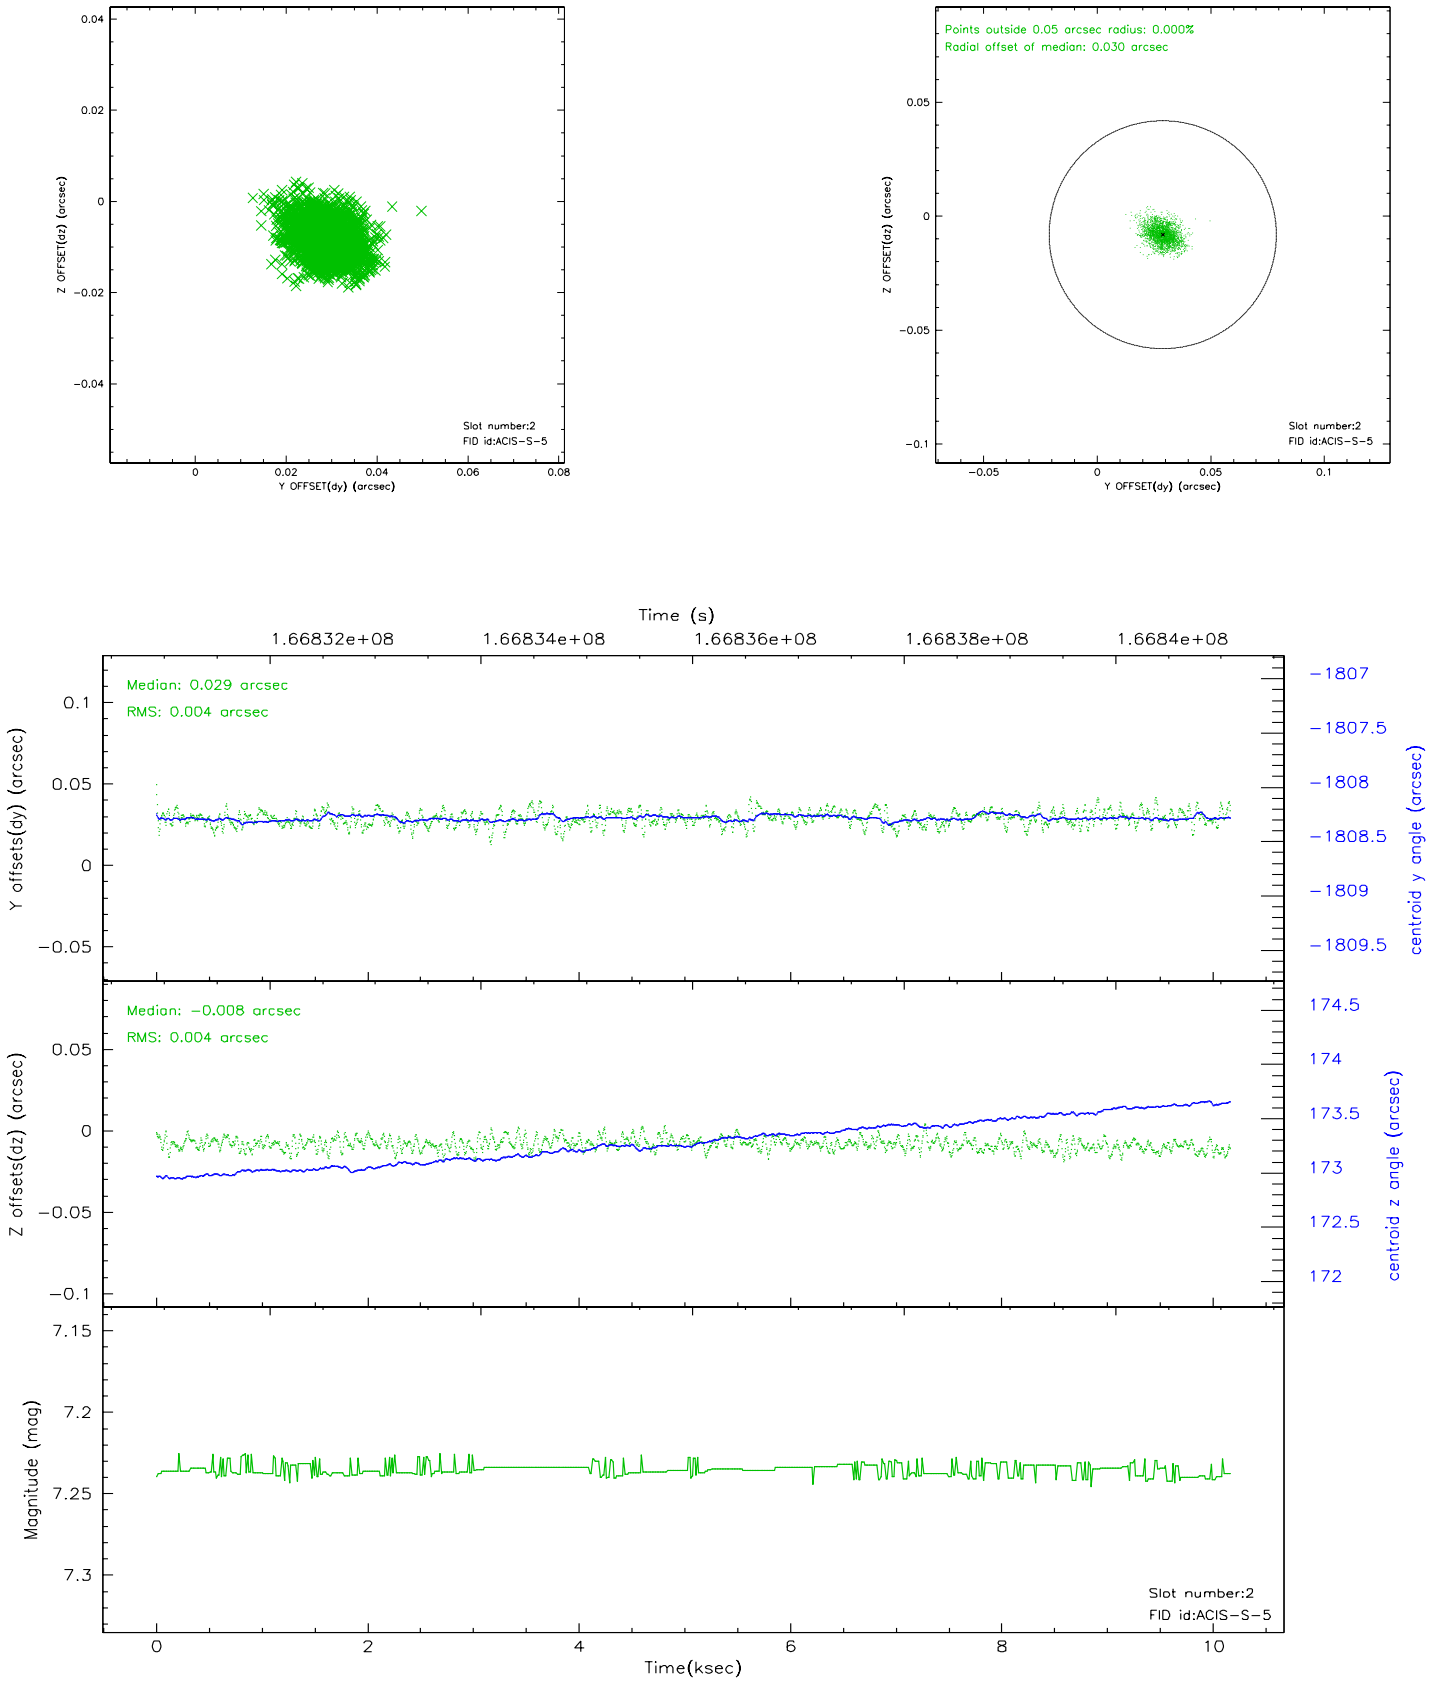 0.04
0.02
0
−0.02
−0.04
Z OFFSET(dz) (arcsec)
Slot number:2
FID id:ACIS−S−5
0
0.02
0.04
0.06
0.08
Y OFFSET(dy) (arcsec)
Points outside 0.05 arcsec radius: 0.000%
Radial offset of median: 0.030 arcsec
0.05
0
−0.05
−0.1
Z OFFSET(dz) (arcsec)
Slot number:2
FID id:ACIS−S−5
−0.05
0
0.05
0.1
Y OFFSET(dy) (arcsec)
Time (s)
1.66832e+08
1.66834e+08
1.66836e+08
1.66838e+08
1.6684e+08
Median: 0.029 arcsec
RMS: 0.004 arcsec
0.1
0.05
0
−0.05
Y offsets(dy) (arcsec)
−1807
−1807.5
−1808
−1808.5
−1809
−1809.5
centroid y angle (arcsec)
Median: −0.008 arcsec
RMS: 0.004 arcsec
0.05
0
−0.05
−0.1
Z offsets(dz) (arcsec)
174.5
174
173.5
173
172.5
172
centroid z angle (arcsec)
7.15
7.2
7.25
7.3
Magnitude (mag)
Slot number:2
FID id:ACIS−S−5
0
2
4
6
8
10
Time(ksec)